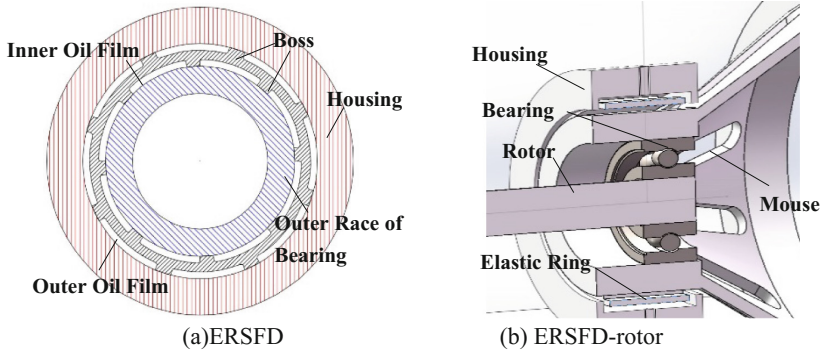 Inner Oil Film
Boss
Housing
Outer Race of
Bearing
Outer Oil Film
(a)ERSFD
Housing
Bearing
Rotor
Mouse
Elastic Ring
(b) ERSFD-rotor